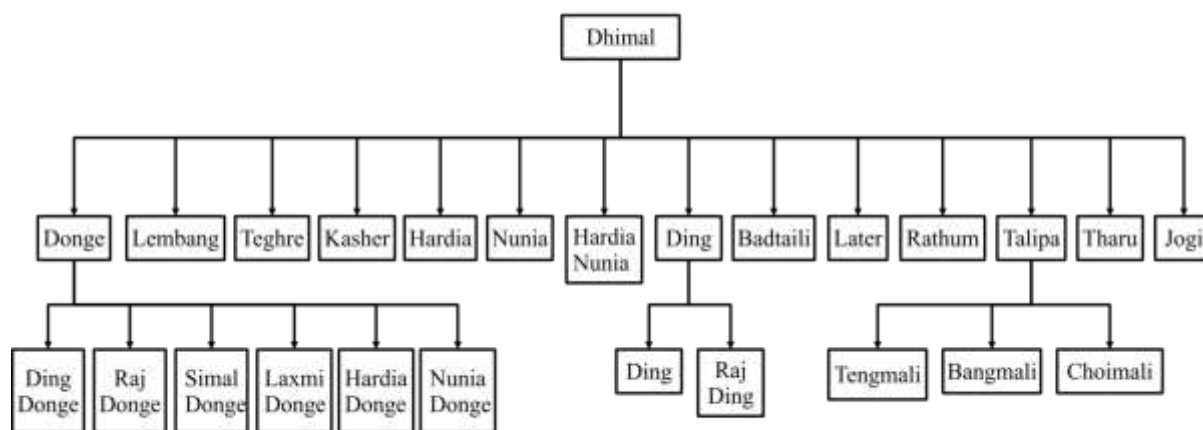 Dhimal
Donge
Lembang
Teghre
Kasher
Hardia
Nunia
Hardia
Nunia
Ding
Badtaili
Later
Rathum
Talipa
Tharu
Jogi
Ding
Donge
Raj
Donge
Simal
Donge
Laxmi
Donge
Hardia
Donge
Nunia
Donge
Ding
Raj
Ding
Tengmali
Bangmali
Choimali